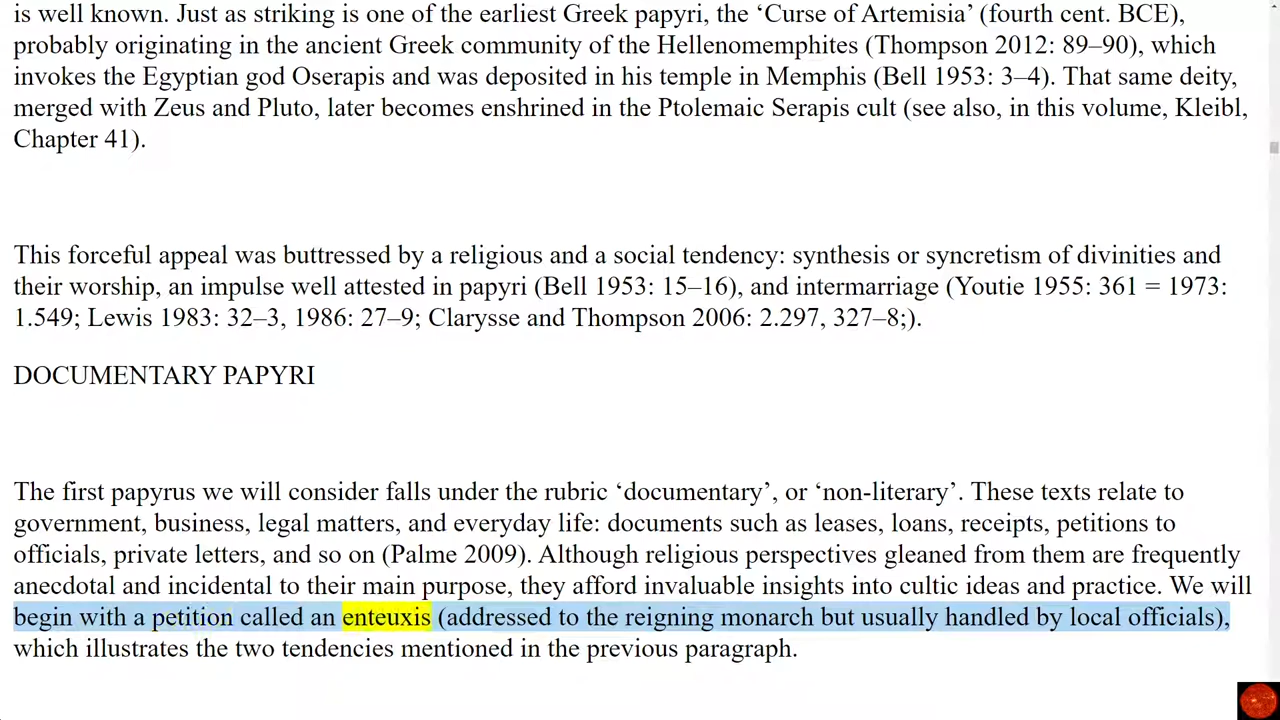 is well known. Just as striking is one of the earliest Greek papyri, the ‘Curse of Artemisia’ (fourth cent. BCE),
probably originating in the ancient Greek community of the Hellenomemphites (Thompson 2012: 89–90), which
invokes the Egyptian god Oserapis and was deposited in his temple in Memphis (Bell 1953: 3–4). That same deity,
merged with Zeus and Pluto, later becomes enshrined in the Ptolemaic Serapis cult (see also, in this volume, Kleibl,
Chapter 41).
This forceful appeal was buttressed by a religious and a social tendency: synthesis or syncretism of divinities and
their worship, an impulse well attested in papyri (Bell 1953: 15–16), and intermarriage (Youtie 1955: 361 = 1973:
1.549; Lewis 1983: 32–3, 1986: 27–9; Clarysse and Thompson 2006: 2.297, 327–8;).
DOCUMENTARY PAPYRI
The first papyrus we will consider falls under the rubric ‘documentary’, or ‘non-literary’. These texts relate to
government, business, legal matters, and everyday life: documents such as leases, loans, receipts, petitions to
officials, private letters, and so on (Palme 2009). Although religious perspectives gleaned from them are frequently
anecdotal and incidental to their main purpose, they afford invaluable insights into cultic ideas and practice. We will
begin with a petition called an enteuxis (addressed to the reigning monarch but usually handled by local officials),
which illustrates the two tendencies mentioned in the previous paragraph.